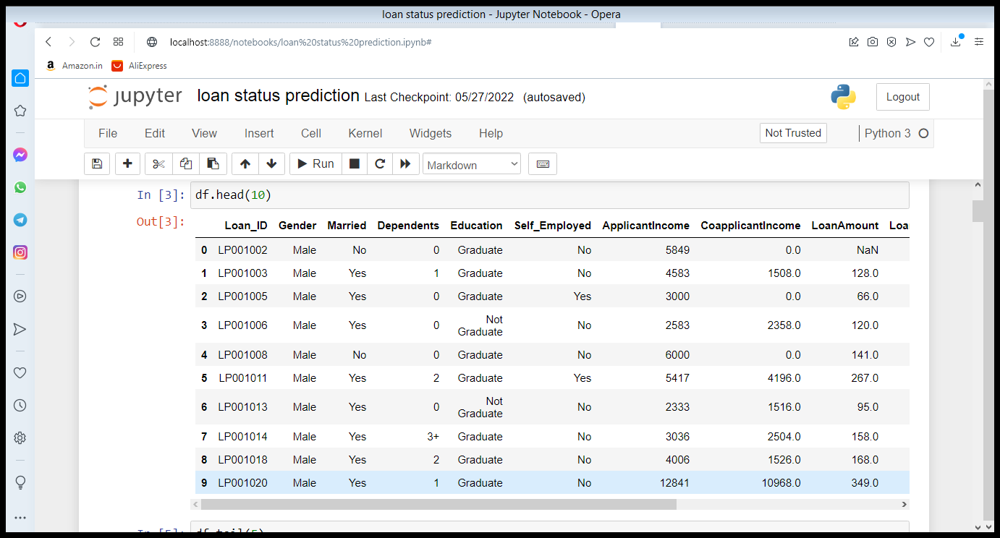 loan status prediction - Jupyter Notebook - Opera
localhost:8888/notebooks/loan%20status%20prediction.ipynb#
Amazon.in AliExpress
jupyter loan status prediction Last Checkpoint: 05/27/2022 (autosaved) Logout
File Edit View Insert Cell Kernel Widgets Help Not Trusted Python 3
Run Markdown
In [3]: df.head(10)
Out[3]:
Loan_ID Gender Married Dependents Education Self_Employed ApplicantIncome CoapplicantIncome LoanAmount Loa
0 LP001002 Male No 0 Graduate No 5849 0.0 NaN
1 LP001003 Male Yes 1 Graduate No 4583 1508.0 128.0
2 LP001005 Male Yes 0 Graduate Yes 3000 0.0 66.0
3 LP001006 Male Yes 0 Not Graduate No 2583 2358.0 120.0
4 LP001008 Male No 0 Graduate No 6000 0.0 141.0
5 LP001011 Male Yes 2 Graduate Yes 5417 4196.0 267.0
6 LP001013 Male Yes 0 Not Graduate No 2333 1516.0 95.0
7 LP001014 Male Yes 3+ Graduate No 3036 2504.0 158.0
8 LP001018 Male Yes 2 Graduate No 4006 1526.0 168.0
9 LP001020 Male Yes 1 Graduate No 12841 10968.0 349.0
In [5]: df.tail(5)